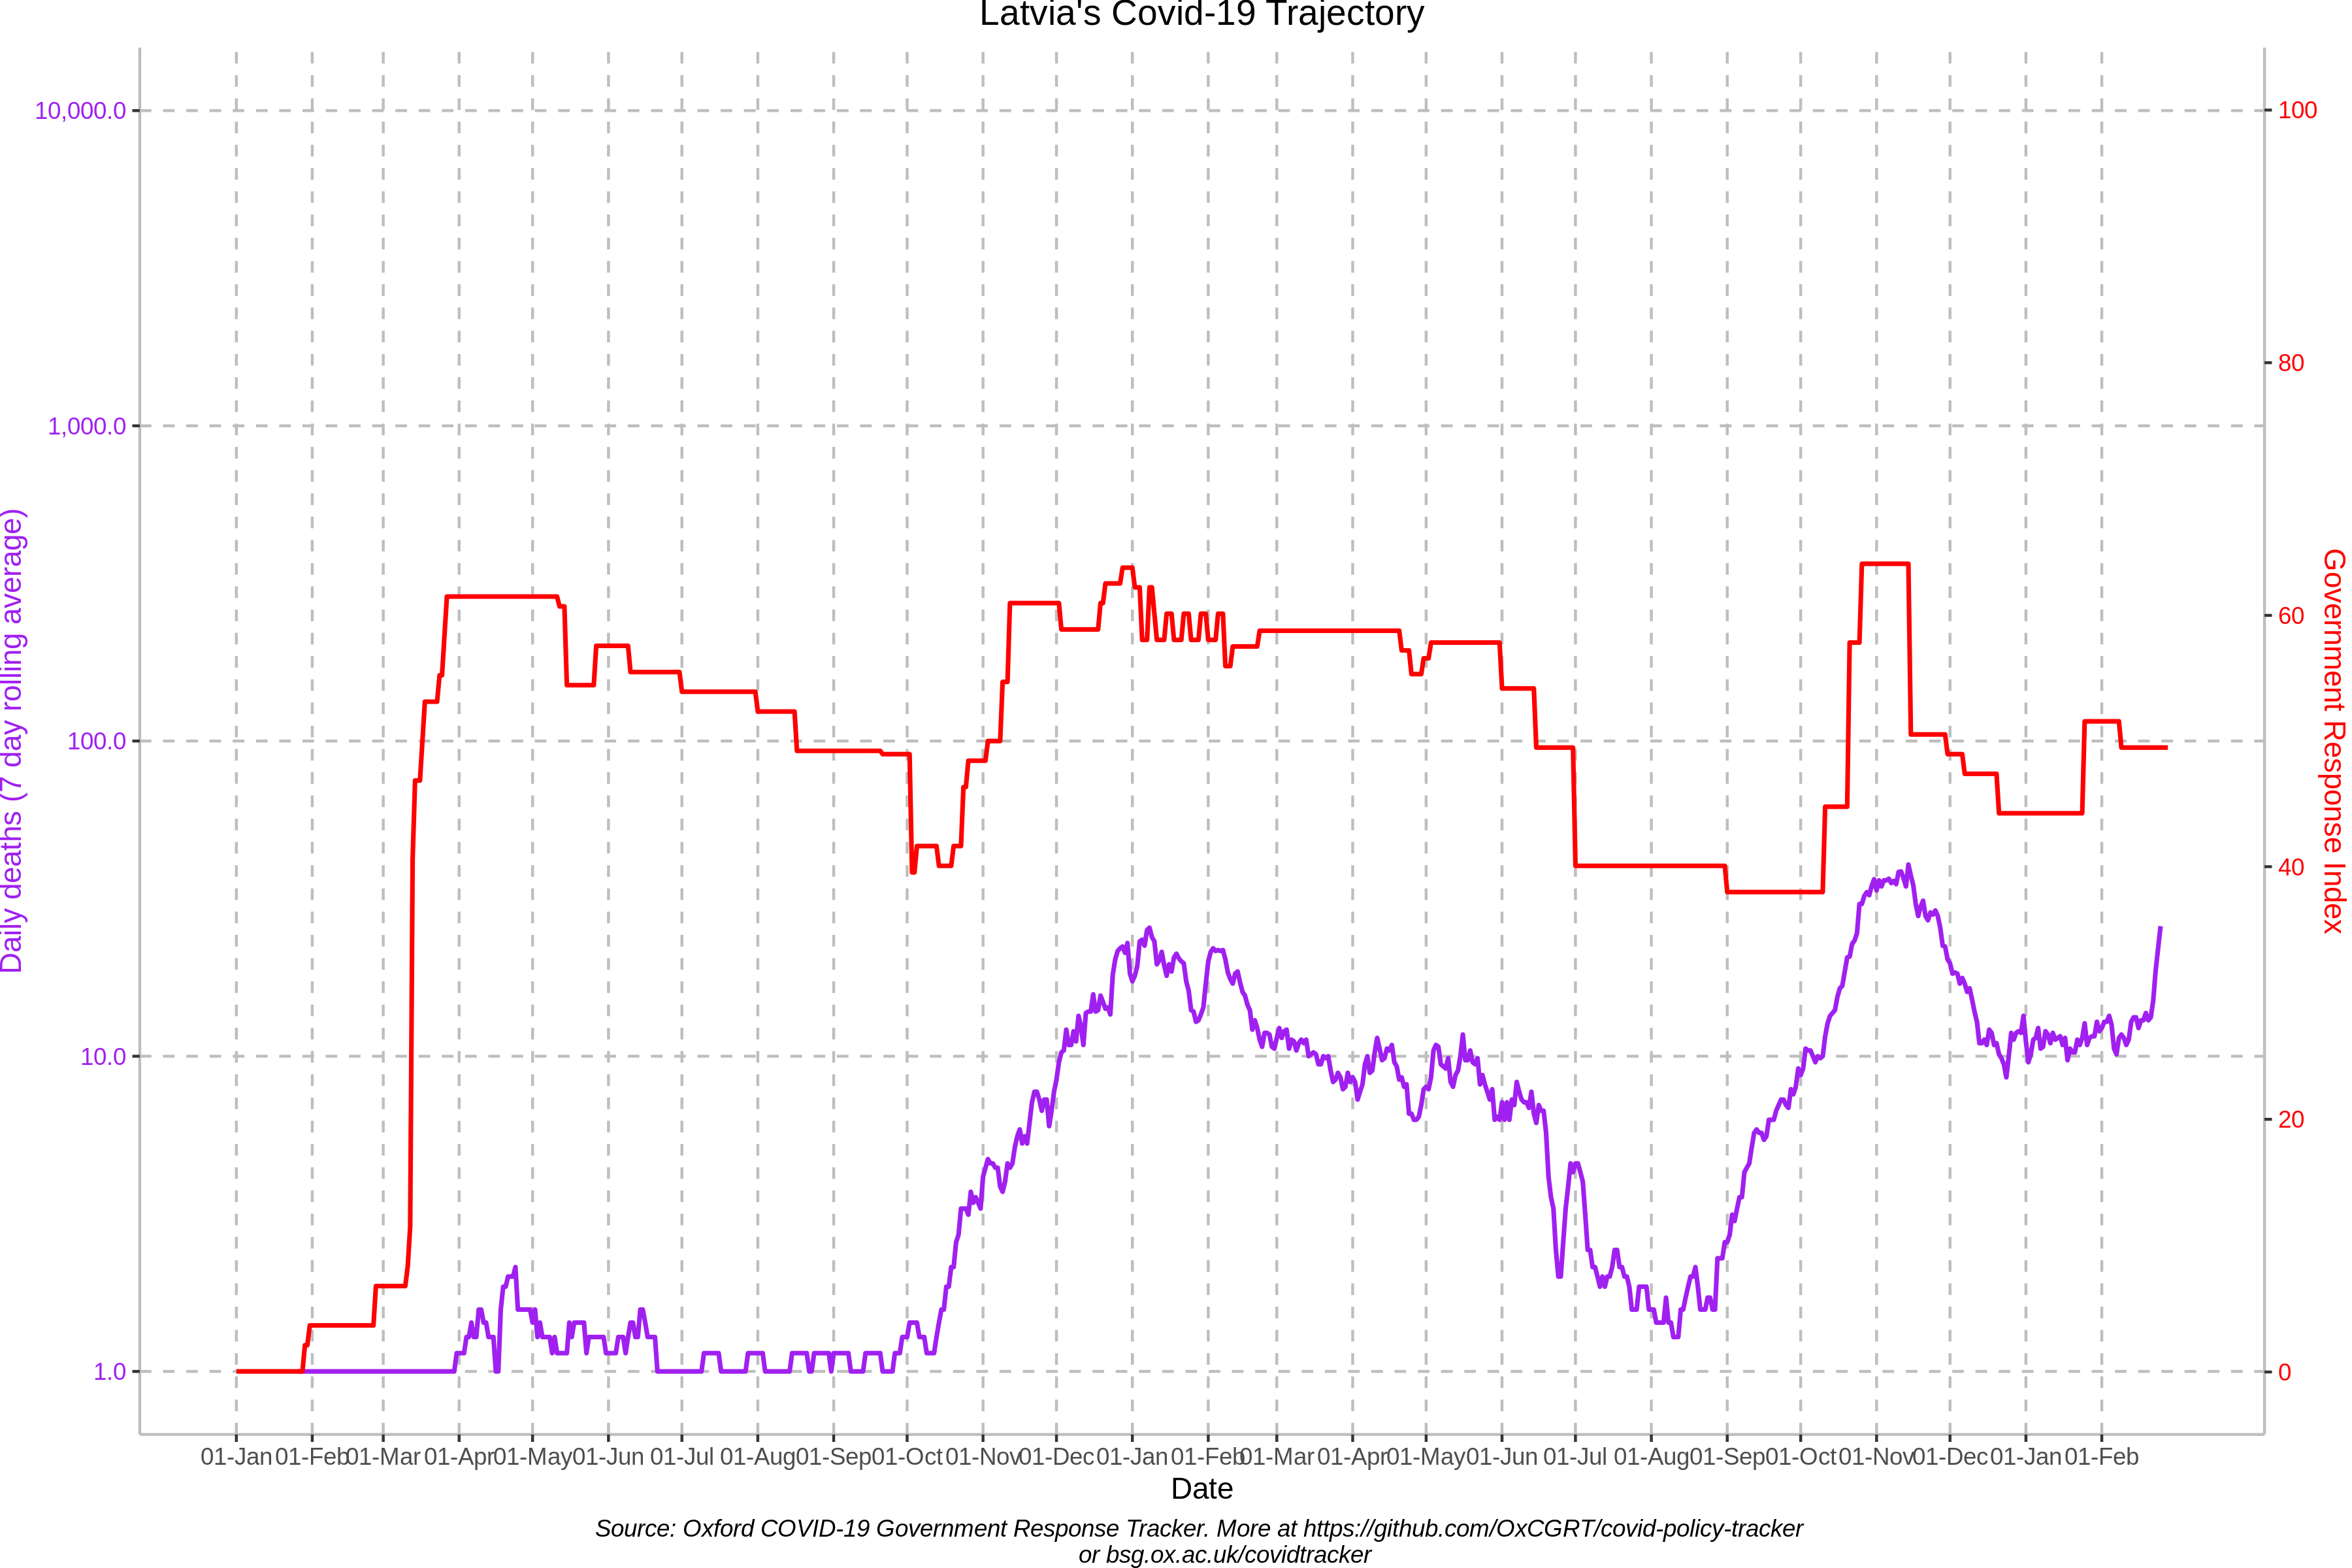 Latvia's Covid-19 Trajectory
10,000.0
1,000.0
100.0
10.0
1.0
Daily deaths (7 day rolling average)
100
80
60
40
20
0
Government Response Index
01-Jan 01-Feb 01-Mar 01-Apr 01-May 01-Jun 01-Jul 01-Aug 01-Sep 01-Oct 01-Nov 01-Dec 01-Jan 01-Feb 01-Mar 01-Apr 01-May 01-Jun 01-Jul 01-Aug 01-Sep 01-Oct 01-Nov 01-Dec 01-Jan 01-Feb
Date
Source: Oxford COVID-19 Government Response Tracker. More at https://github.com/OxCGRT/covid-policy-tracker
or bsg.ox.ac.uk/covidtracker